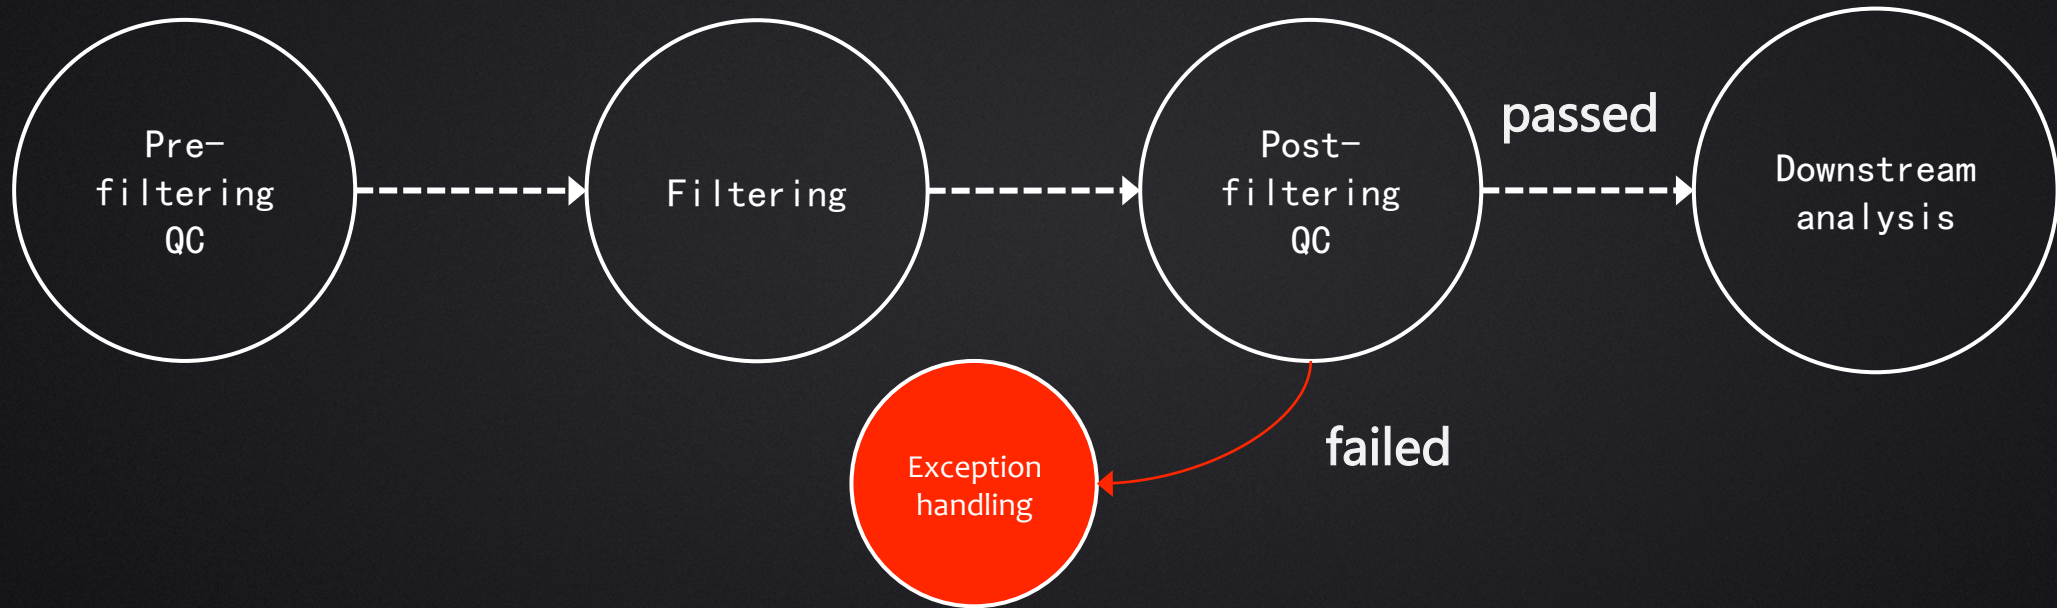 Pre-
filtering
QC
Filtering
Post-
filtering
QC
passed
Downstream
analysis
Exception
handling
failed